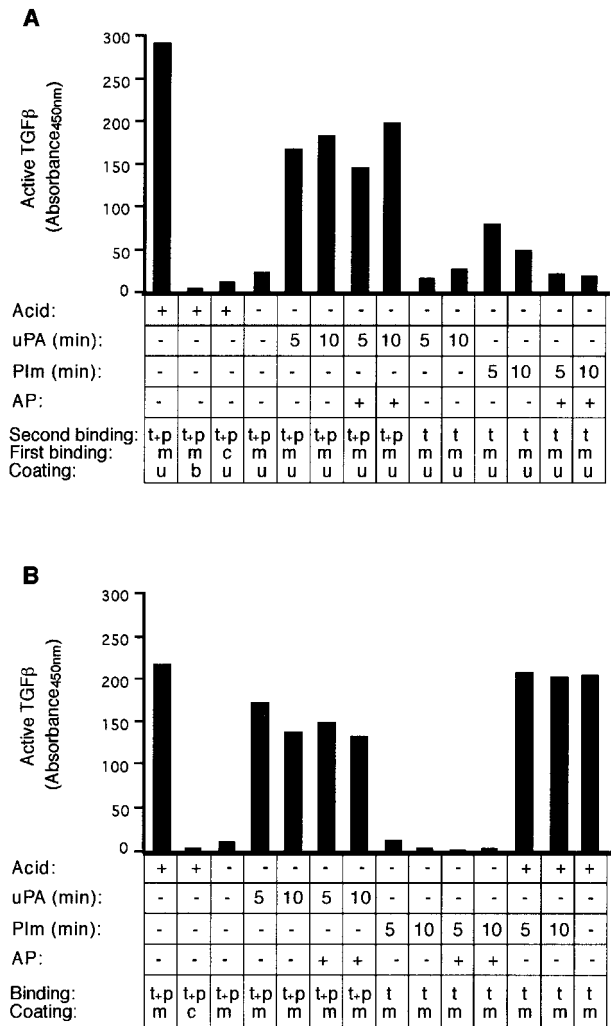 A
Active TGFβ
(Absorbance450nm)
300
250
200
150
100
50
0
Acid: + + + - - - - - - - - - - -
uPA (min): - - - - 5 10 5 10 5 10 - - - -
Plm (min): - - - - - - - - - - 5 10 5 10
AP: - - - - - - + + - - - - + +
Second binding: t+p t+p t+p t+p t+p t+p t+p t+p t t t t t t
First binding: m m c m m m m m m m m m m m
Coating: u b u u u u u u u u u u u u
B
Active TGFβ
(Absorbance450nm)
300
250
200
150
100
50
0
Acid: + + - - - - - - - - - + + +
uPA (min): - - - 5 10 5 10 - - - - - - -
Plm (min): - - - - - - - 5 10 5 10 5 10 -
AP: - - - - - + + - - + + - - -
Binding: t+p t+p t+p t+p t+p t+p t+p t t t t t t t
Coating: m c m m m m m m m m m m m m